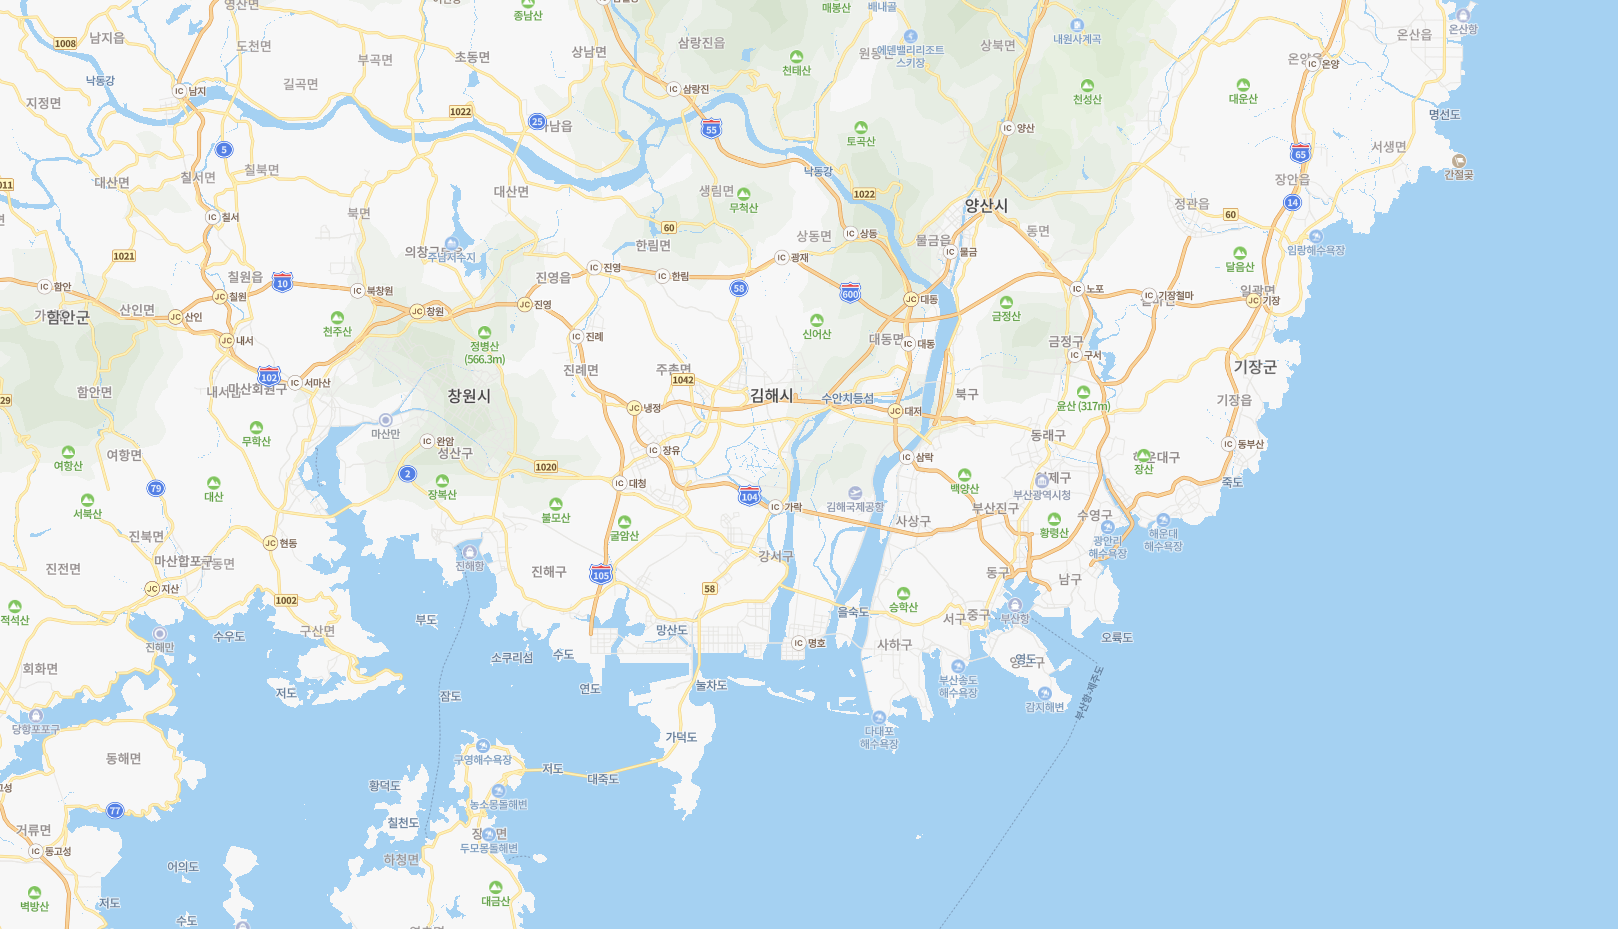 영산면
종남산
매봉산
배내골
온산항
1008
남지읍
도천면
초동면
상남면
삼랑진읍
원동면
에덴밸리리조트
스키장
상북면
내원사계곡
온산읍
낙동강
길곡면
부곡면
천태산
IC 온양
IC 남지
IC 삼랑진
천성산
대운산
지정면
1022
25
55
토곡산
IC 양산
명선도
5
65
서생면
간절곶
대산면
칠서면
칠북면
대산면
생림면
무척산
낙동강
1022
양산시
장안읍
14
정관읍
60
IC 칠서
북면
60
상동면
IC 상동
물금읍
동면
임랑해수욕장
1021
칠원읍
주남저수지
한림면
IC 물금
달음산
IC 함안
10
IC 북창원
진영읍
IC 진영
IC 한림
IC 광재
58
600
JC 대동
IC 노포
IC 기장철마
일광면
JC 기장
함안군
산인면
JC 산인
JC 칠원
JC 창원
JC 진영
천주산
정병산
(566.3m)
신어산
금정산
JC 내서
IC 진례
대동면
IC 대동
금정구
IC 구서
함안면
102
IC 서마산
마산회원구
진례면
주촌면
1042
기장군
29
창원시
김해시
수안치등섬
북구
윤산 (317m)
기장읍
JC 냉정
JC 대저
무학산
마산만
IC 완암
성산구
IC 장유
동래구
IC 동부산
여항산
여항면
2
1020
IC 삼락
장산
79
대산
장복산
IC 대청
104
백양산
부산광역시청
죽도
서북산
불모산
굴암산
IC 가락
김해국제공항
사상구
부산진구
황령산
수영구
광안리
해수욕장
해운대
해수욕장
진북면
IC 현동
마산합포구
진해항
강서구
진전면
진해구
105
동구
남구
JC 지산
58
승학산
적석산
1002
부도
을숙도
서구
중구
부산항
수우도
구산면
망산도
IC 명호
사하구
오륙도
진해만
소쿠리섬
수도
영도구
회화면
저도
잠도
연도
눌차도
부산송도
해수욕장
감지해변
부산항-제주도
당항포포구
다대포
해수욕장
동해면
구영해수욕장
가덕도
저도
대죽도
황덕도
농소몽돌해변
77
거류면
칠천도
두모몽돌해변
IC 동고성
어의도
하청면
벽방산
저도
수도
대금산